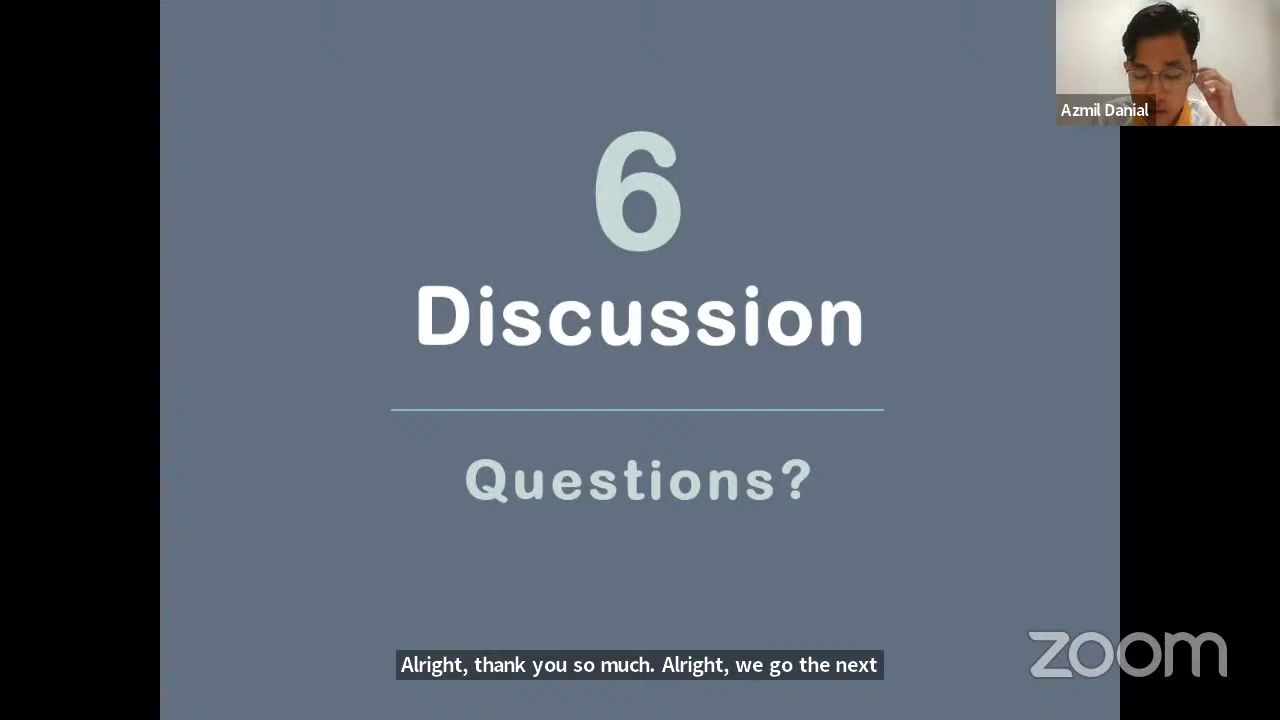 Azmil Danial
6
Discussion
Questions?
Alright, thank you so much. Alright, we go the next
zoom